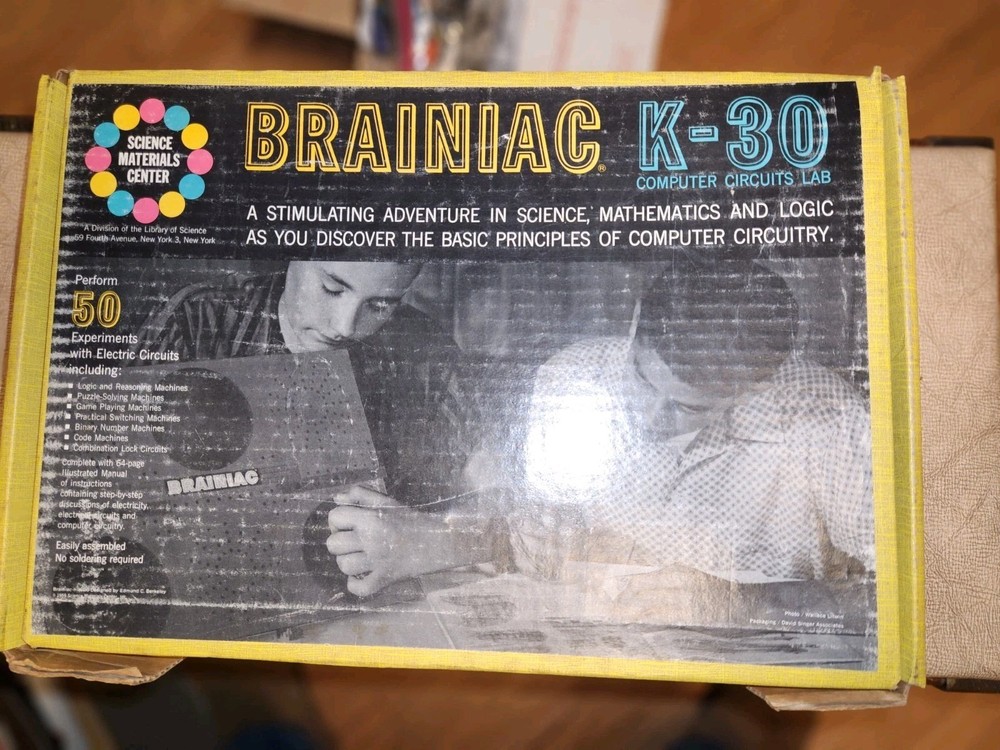 SCIENCE
MATERIALS
CENTER
A Division of the Library of Science
59 Fourth Avenue, New York 3, New York
BRAINIAC® K-30
COMPUTER CIRCUITS LAB
A STIMULATING ADVENTURE IN SCIENCE, MATHEMATICS AND LOGIC
AS YOU DISCOVER THE BASIC PRINCIPLES OF COMPUTER CIRCUITRY.
Perform
50
Experiments
with Electric Circuits
including:
■ Logic and Reasoning Machines
■ Puzzle-Solving Machines
■ Game Playing Machines
■ Practical Switching Machines
■ Binary Number Machines
■ Code Machines
■ Combination Lock Circuits
Complete with 64-page
Illustrated Manual
of instructions
containing step-by-step
discussions of electricity,
electrical circuits and
computer circuitry.
Easily assembled
No soldering required
Designed by Edmund C. Berkeley
BRAINIAC
Photo / Wallace
Packaging / David Singer Associates